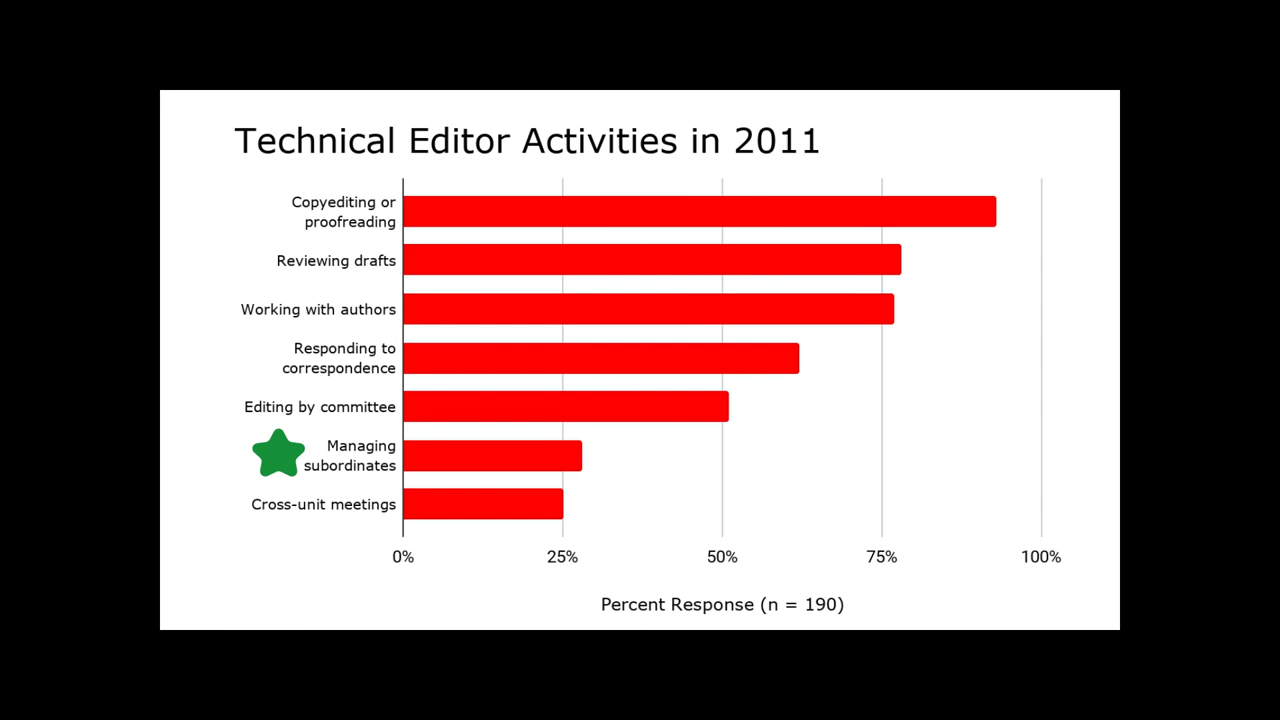 Technical Editor Activities in 2011
Copyediting or
proofreading
Reviewing drafts
Working with authors
Responding to
correspondence
Editing by committee
Managing
subordinates
Cross-unit meetings
0% 25% 50% 75% 100%
Percent Response (n = 190)